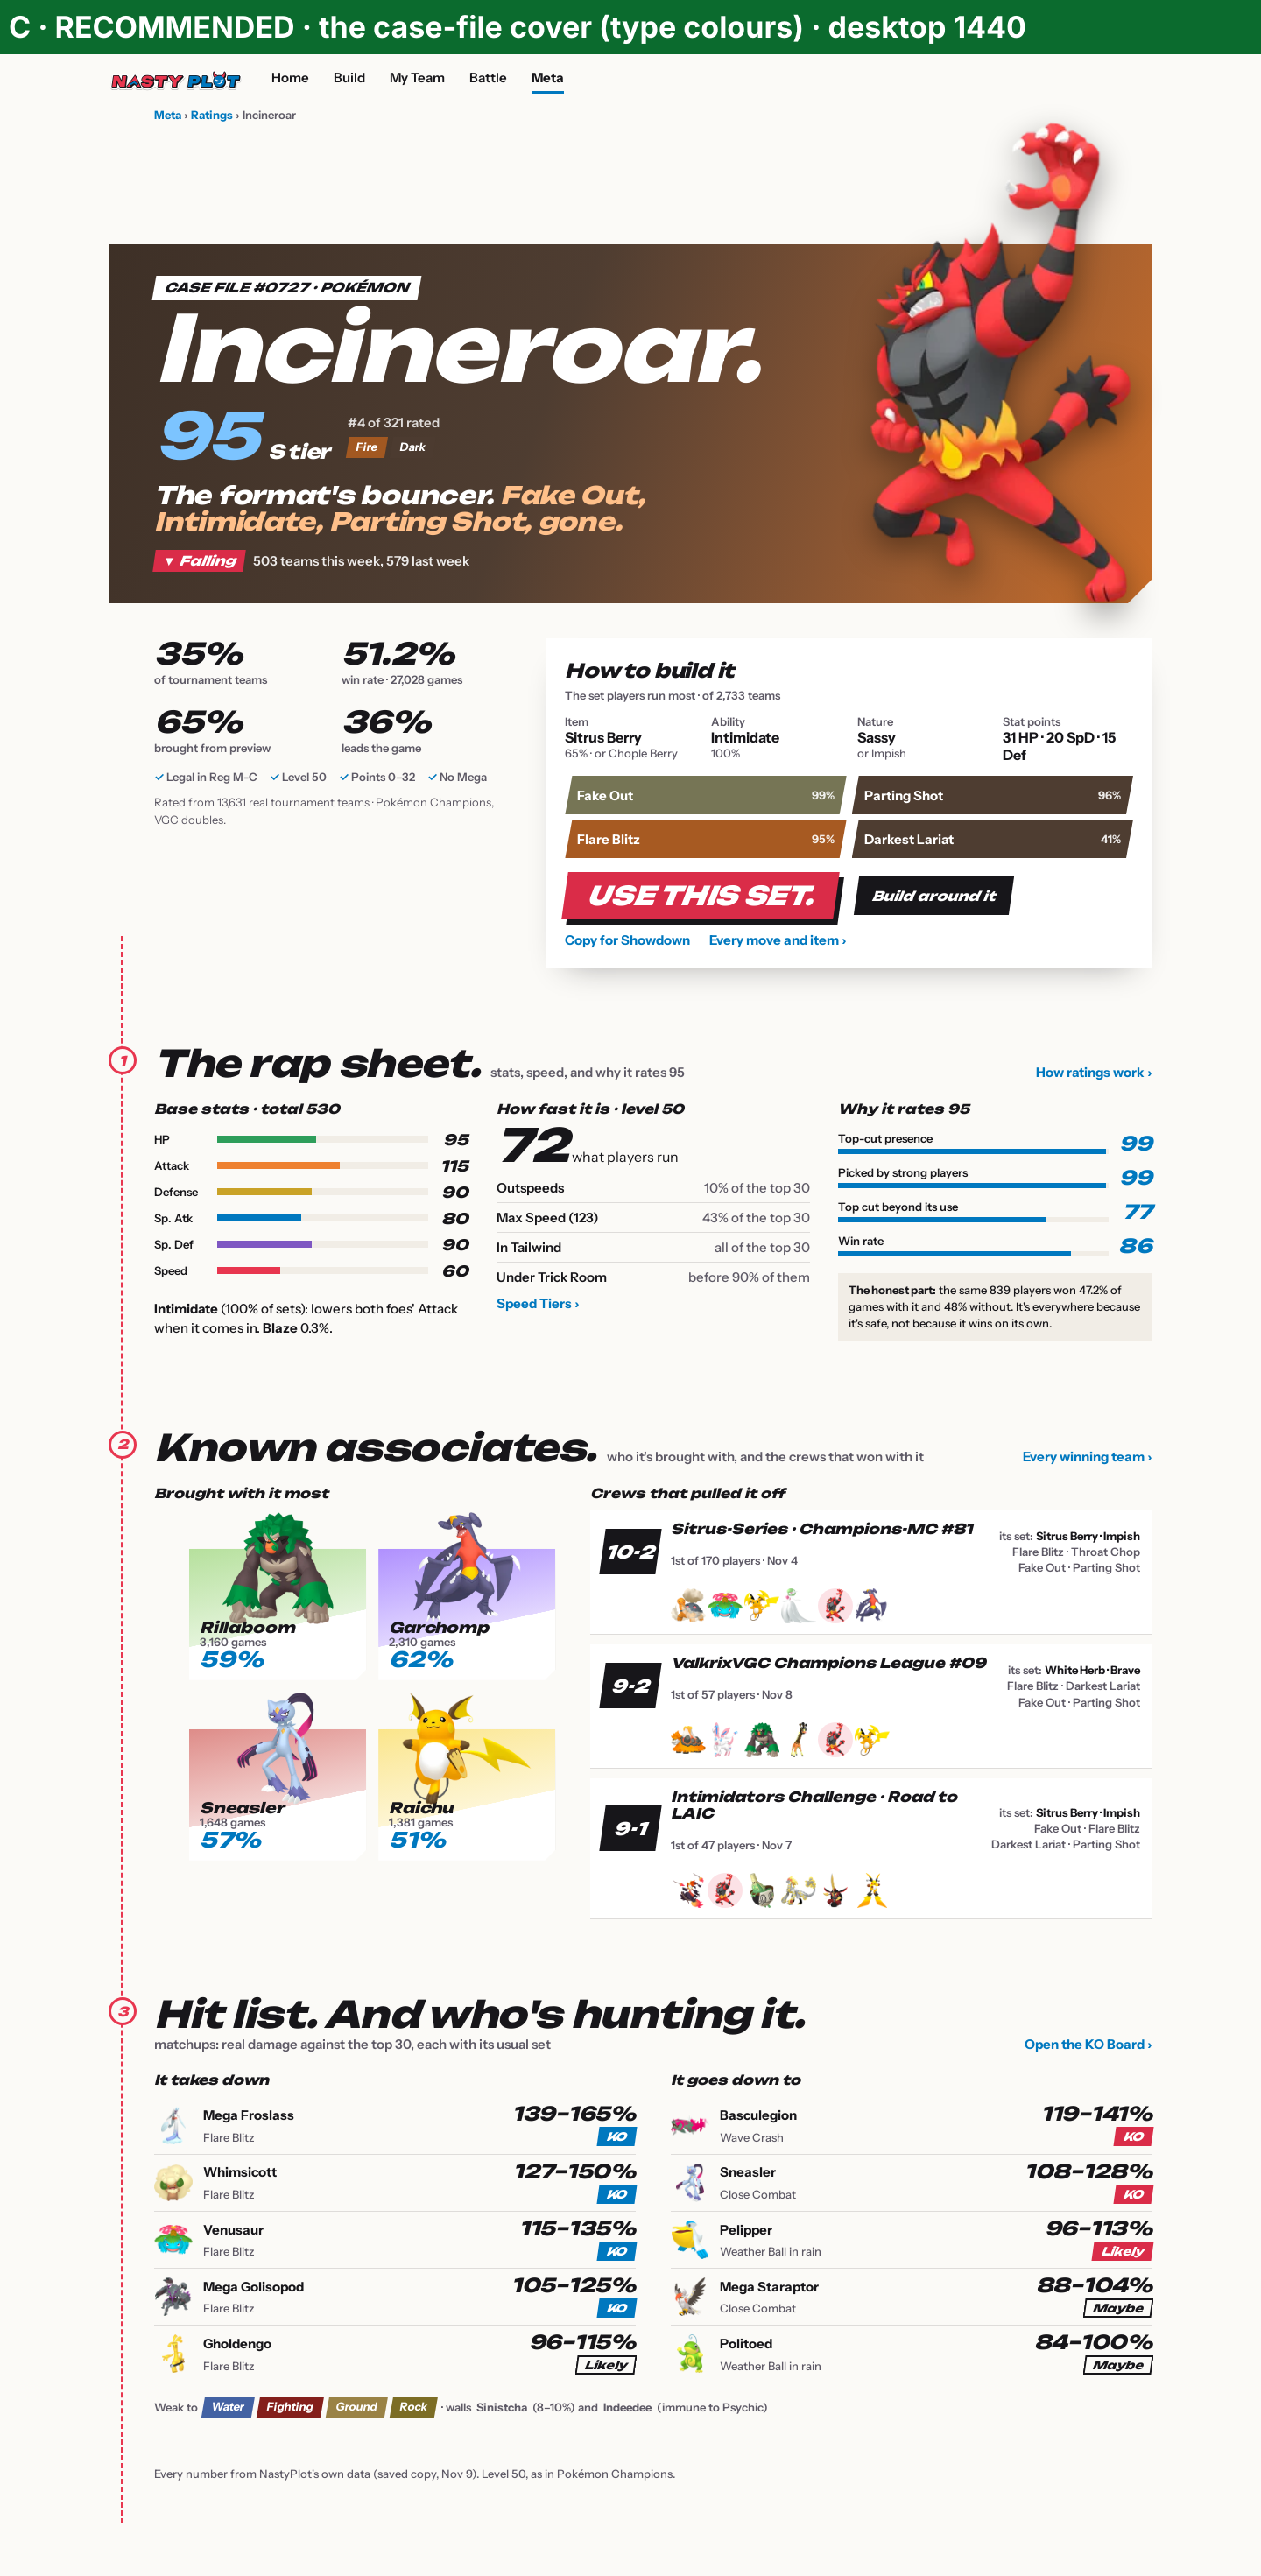 C · RECOMMENDED · the case-file cover (type colours) · desktop 1440
NASTY PLOT
Home Build My Team Battle Meta
Meta › Ratings › Incineroar
CASE FILE #0727 · POKÉMON
Incineroar.
95 S tier
#4 of 321 rated
Fire Dark
The format's bouncer. Fake Out,
Intimidate, Parting Shot, gone.
▼ Falling 503 teams this week, 579 last week
35%
of tournament teams
51.2%
win rate · 27,028 games
65%
brought from preview
36%
leads the game
✓ Legal in Reg M-C ✓ Level 50 ✓ Points 0–32 ✓ No Mega
Rated from 13,631 real tournament teams · Pokémon Champions,
VGC doubles.
How to build it
The set players run most · of 2,733 teams
Item
Sitrus Berry
65% · or Chople Berry
Ability
Intimidate
100%
Nature
Sassy
or Impish
Stat points
31 HP · 20 SpD · 15
Def
Fake Out 99%
Parting Shot 96%
Flare Blitz 95%
Darkest Lariat 41%
USE THIS SET.
Build around it
Copy for Showdown Every move and item ›
1
The rap sheet. stats, speed, and why it rates 95
How ratings work ›
Base stats · total 530
HP 95
Attack 115
Defense 90
Sp. Atk 80
Sp. Def 90
Speed 60
Intimidate (100% of sets): lowers both foes' Attack
when it comes in. Blaze 0.3%.
How fast it is · level 50
72 what players run
Outspeeds 10% of the top 30
Max Speed (123) 43% of the top 30
In Tailwind all of the top 30
Under Trick Room before 90% of them
Speed Tiers ›
Why it rates 95
Top-cut presence 99
Picked by strong players 99
Top cut beyond its use 77
Win rate 86
The honest part: the same 839 players won 47.2% of
games with it and 48% without. It's everywhere because
it's safe, not because it wins on its own.
2
Known associates. who it's brought with, and the crews that won with it
Every winning team ›
Brought with it most
Rillaboom
3,160 games
59%
Garchomp
2,310 games
62%
Sneasler
1,648 games
57%
Raichu
1,381 games
51%
Crews that pulled it off
10-2
Sitrus-Series · Champions-MC #81
1st of 170 players · Nov 4
its set: Sitrus Berry · Impish
Flare Blitz · Throat Chop
Fake Out · Parting Shot
9-2
ValkrixVGC Champions League #09
1st of 57 players · Nov 8
its set: White Herb · Brave
Flare Blitz · Darkest Lariat
Fake Out · Parting Shot
9-1
Intimidators Challenge · Road to
LAIC
1st of 47 players · Nov 7
its set: Sitrus Berry · Impish
Fake Out · Flare Blitz
Darkest Lariat · Parting Shot
3
Hit list. And who's hunting it.
matchups: real damage against the top 30, each with its usual set
Open the KO Board ›
It takes down
Mega Froslass 139–165%
Flare Blitz KO
Whimsicott 127–150%
Flare Blitz KO
Venusaur 115–135%
Flare Blitz KO
Mega Golisopod 105–125%
Flare Blitz KO
Gholdengo 96–115%
Flare Blitz Likely
It goes down to
Basculegion 119–141%
Wave Crash KO
Sneasler 108–128%
Close Combat KO
Pelipper 96–113%
Weather Ball in rain Likely
Mega Staraptor 88–104%
Close Combat Maybe
Politoed 84–100%
Weather Ball in rain Maybe
Weak to Water Fighting Ground Rock · walls Sinistcha (8–10%) and Indeedee (immune to Psychic)
Every number from NastyPlot's own data (saved copy, Nov 9). Level 50, as in Pokémon Champions.